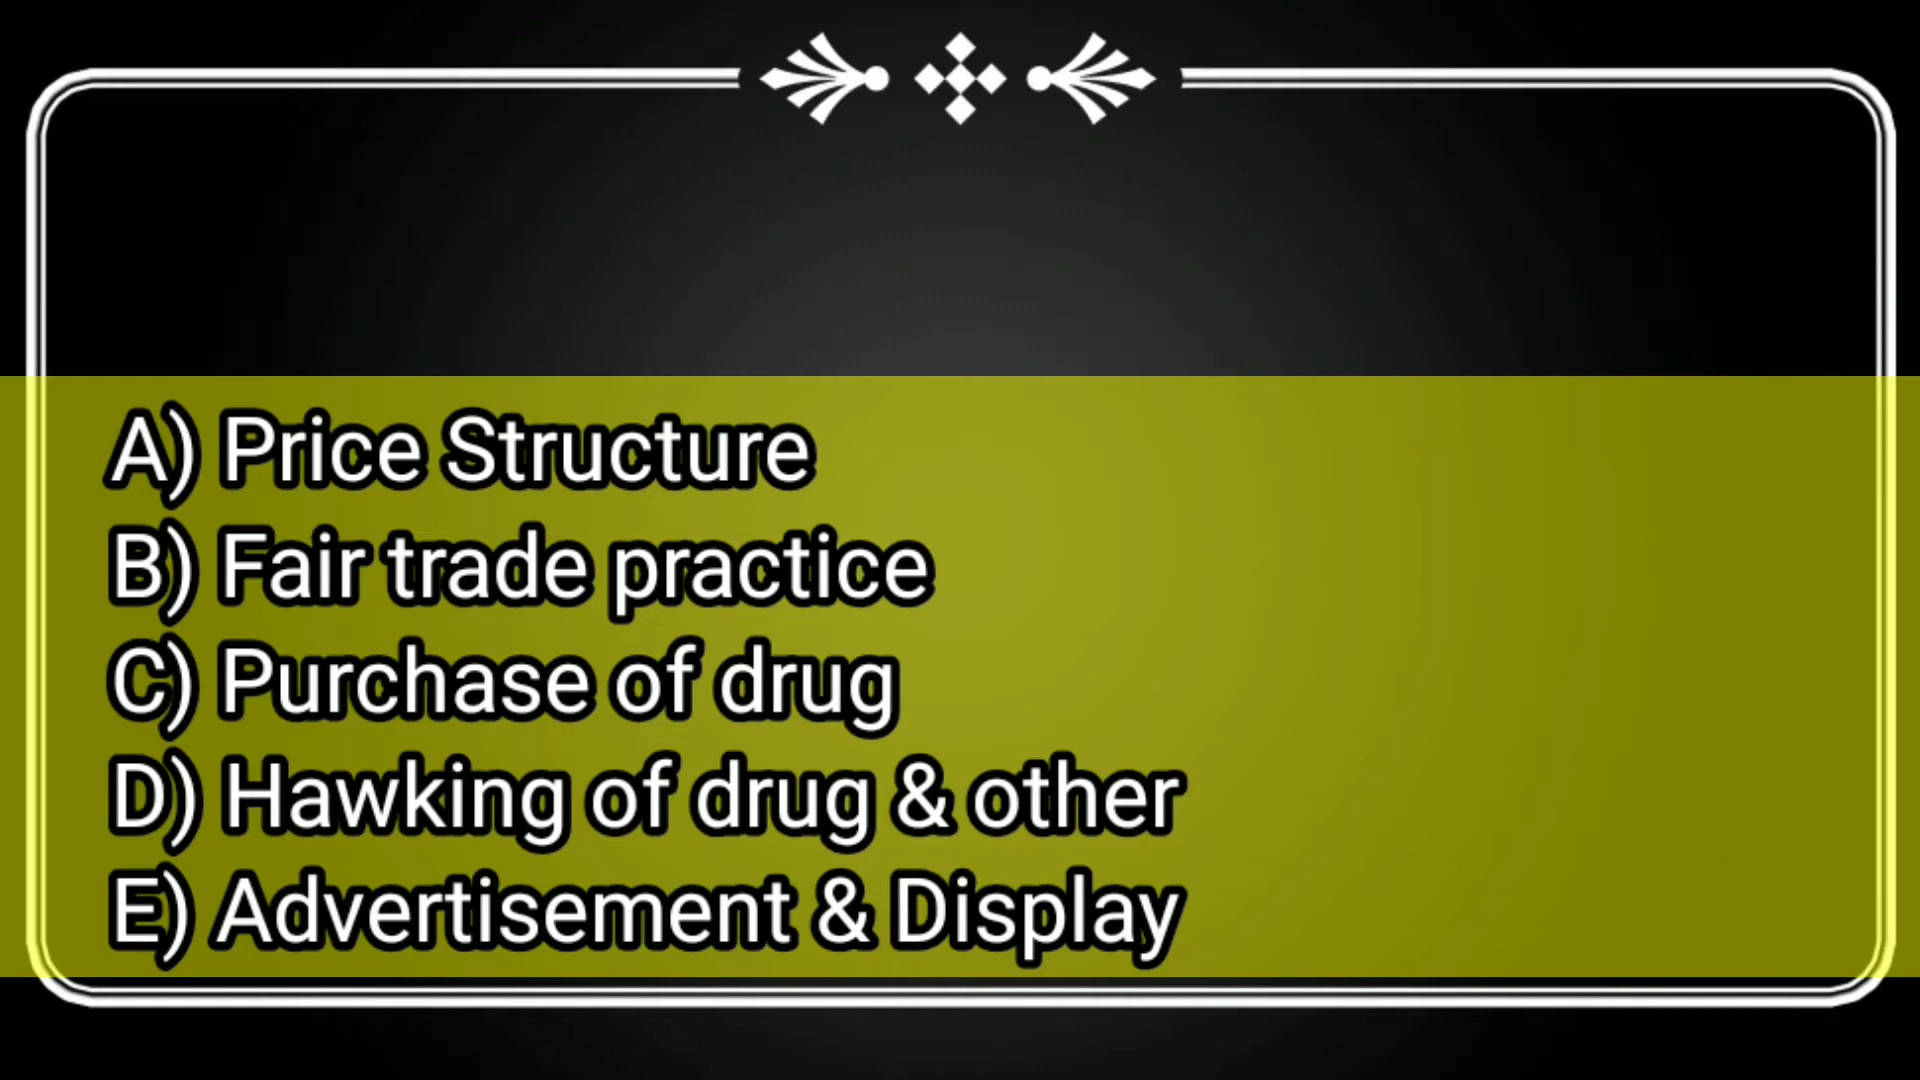 A) Price Structure
B) Fair trade practice
C) Purchase of drug
D) Hawking of drug & other
E) Advertisement & Display